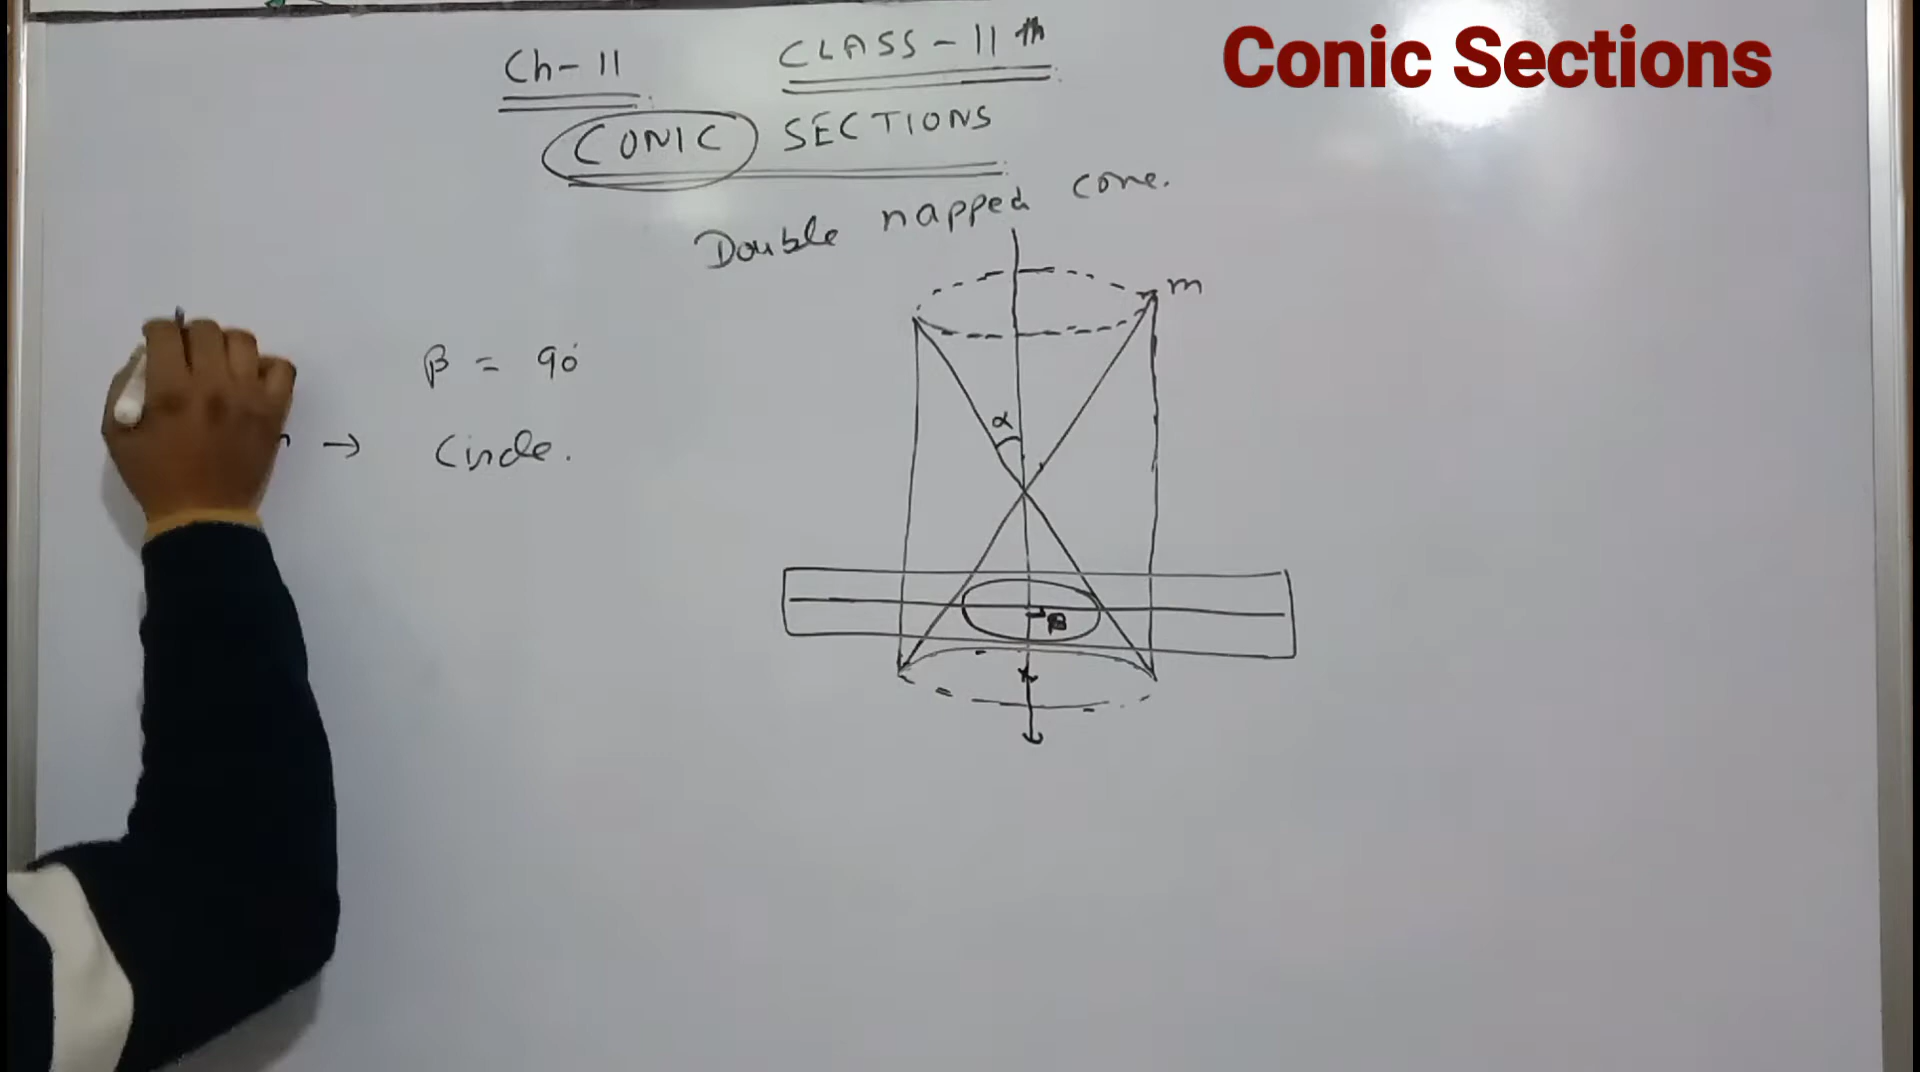 Conic Sections
Ch-11 CLASS-11th
CONIC SECTIONS
Double napped cone.
m
β = 90°
α
→ Circle.
β